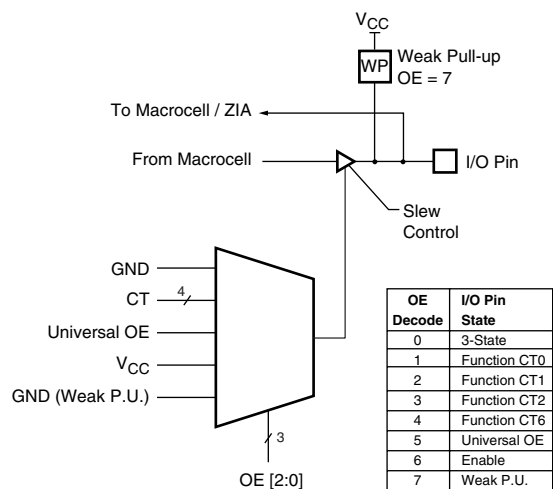 VCC
WP
Weak Pull-up
OE = 7
To Macrocell / ZIA
From Macrocell
I/O Pin
Slew
Control
GND
CT
4
Universal OE
VCC
GND (Weak P.U.)
3
OE [2:0]
OE Decode I/O Pin State
0 3-State
1 Function CT0
2 Function CT1
3 Function CT2
4 Function CT6
5 Universal OE
6 Enable
7 Weak P.U.